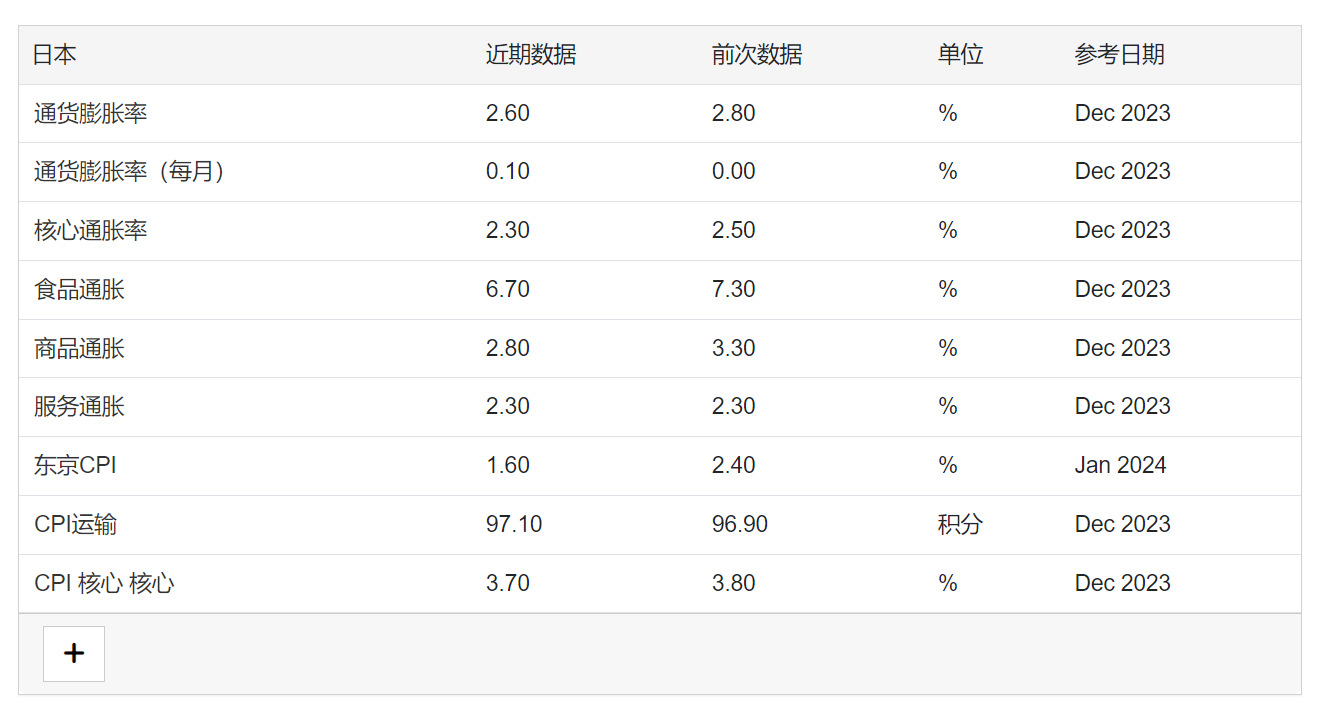 日本 近期数据 前次数据 单位 参考日期
通货膨胀率 2.60 2.80 % Dec 2023
通货膨胀率（每月） 0.10 0.00 % Dec 2023
核心通胀率 2.30 2.50 % Dec 2023
食品通胀 6.70 7.30 % Dec 2023
商品通胀 2.80 3.30 % Dec 2023
服务通胀 2.30 2.30 % Dec 2023
东京CPI 1.60 2.40 % Jan 2024
CPI运输 97.10 96.90 积分 Dec 2023
CPI 核心 核心 3.70 3.80 % Dec 2023
+